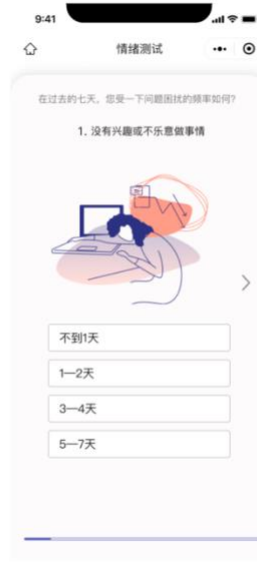 9:41
情绪测试
在过去的七天，您受一下问题困扰的频率如何?
1. 没有兴趣或不乐意做事情
不到1天
1—2天
3—4天
5—7天